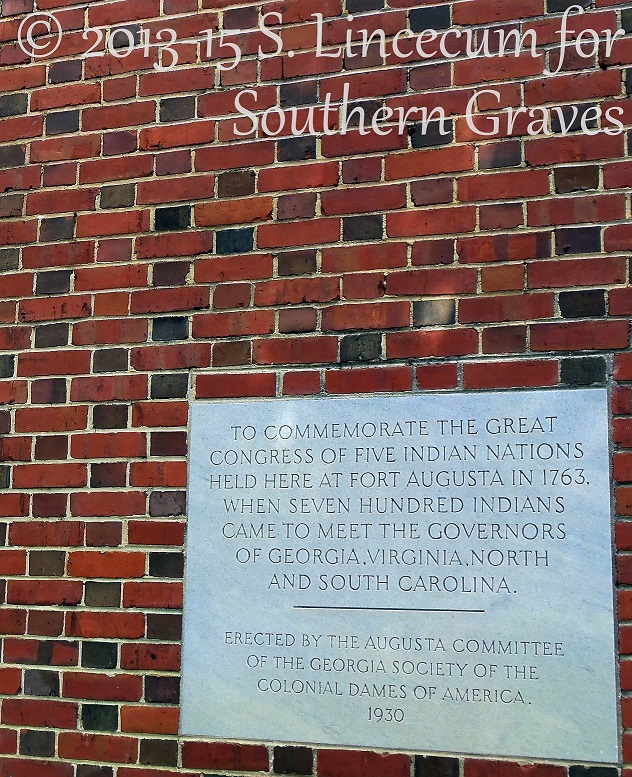 © 2013-15 S. Lincecum for
Southern Graves
TO COMMEMORATE THE GREAT
CONGRESS OF FIVE INDIAN NATIONS
HELD HERE AT FORT AUGUSTA IN 1763,
WHEN SEVEN HUNDRED INDIANS
CAME TO MEET THE GOVERNORS
OF GEORGIA, VIRGINIA, NORTH
AND SOUTH CAROLINA.
ERECTED BY THE AUGUSTA COMMITTEE
OF THE GEORGIA SOCIETY OF THE
COLONIAL DAMES OF AMERICA.
1930